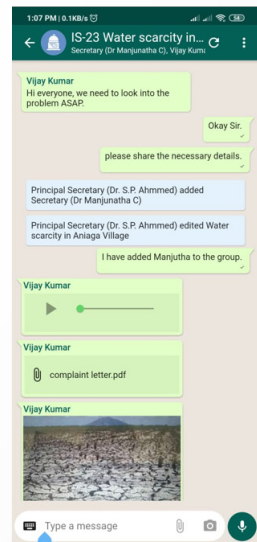 1:07 PM | 0.1KB/s
58
IS-23 Water scarcity in...
Secretary (Dr Manjunatha C), Vijay Kuma
Vijay Kumar
Hi everyone, we need to look into the
problem ASAP.
Okay Sir.
please share the necessary details.
Principal Secretary (Dr. S.P. Ahmmed) added
Secretary (Dr Manjunatha C)
Principal Secretary (Dr. S.P. Ahmmed) edited Water
scarcity in Aniaga Village
I have added Manjutha to the group.
Vijay Kumar
Vijay Kumar
complaint letter.pdf
Vijay Kumar
Type a message